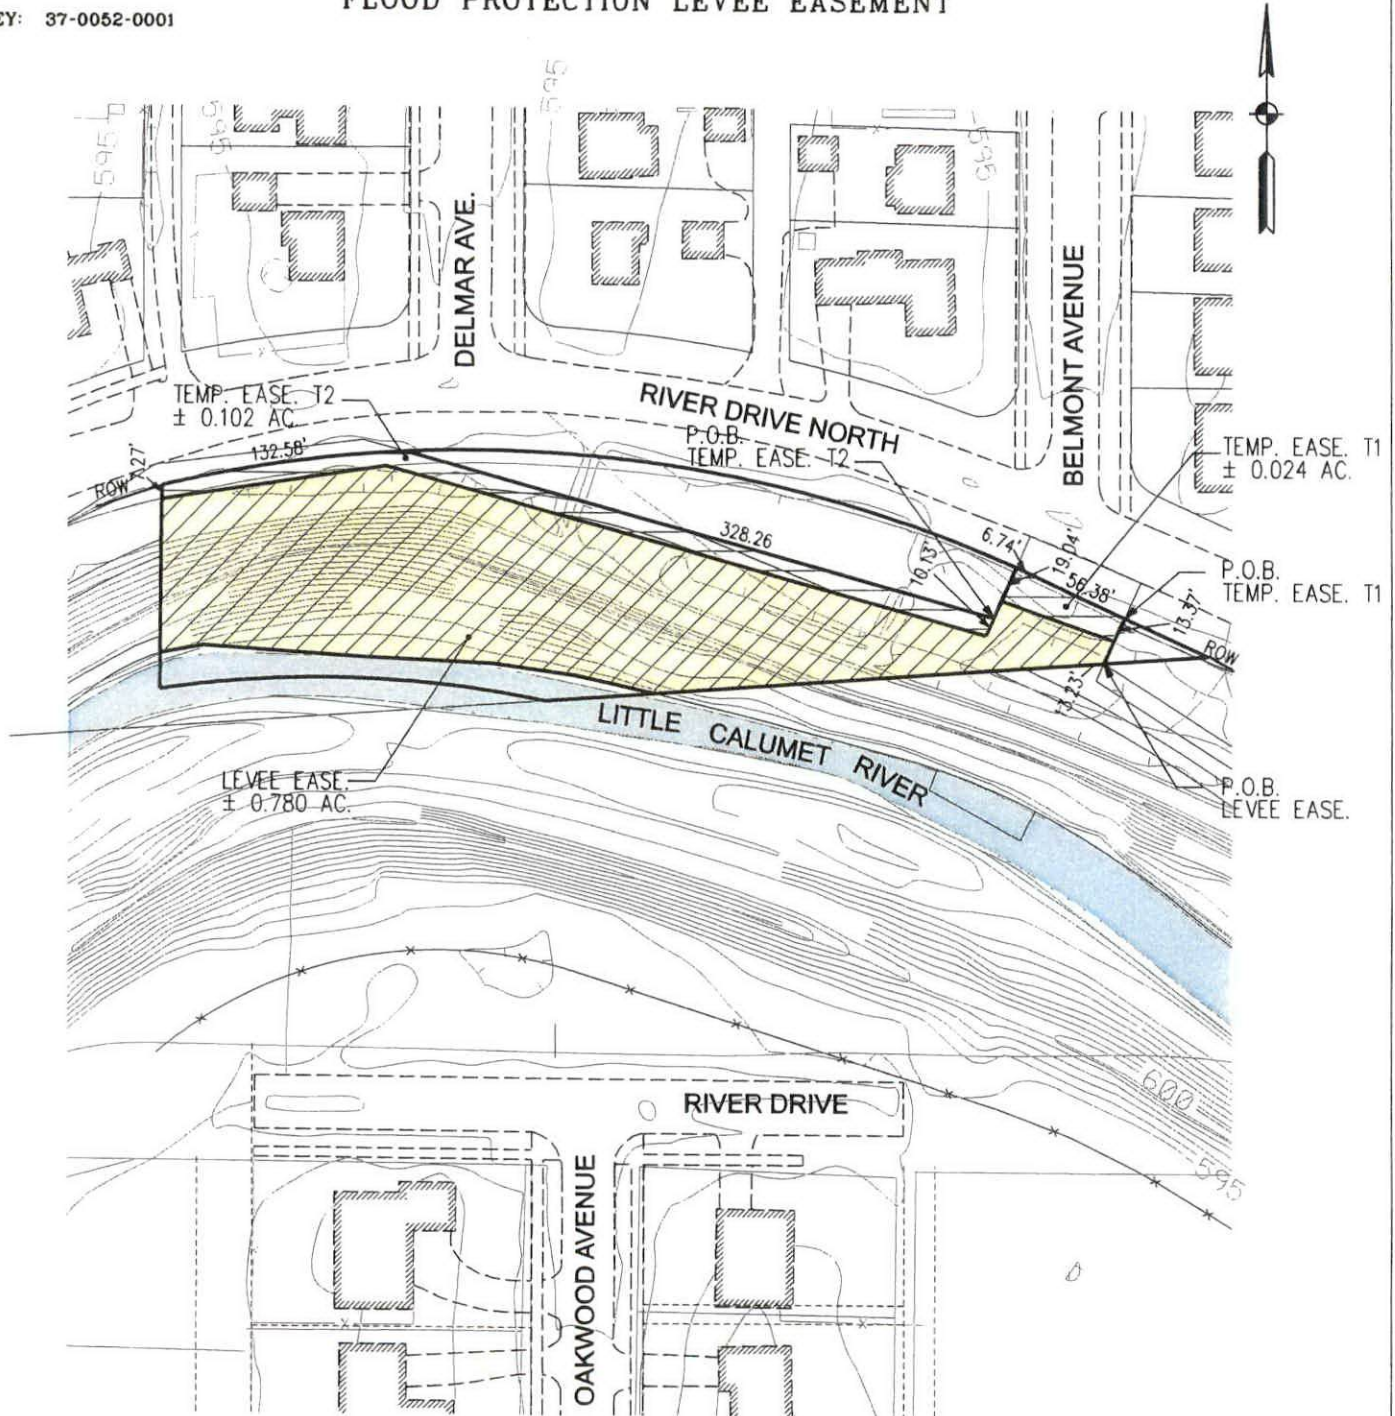 EY: 37-0052-0001
FLOOD PROTECTION LEVEE EASEMENT
595
595
595
595
DELMAR AVE.
BELMONT AVENUE
RIVER DRIVE NORTH
TEMP. EASE. T2
± 0.102 AC.
P.O.B.
TEMP. EASE. T2
TEMP. EASE. T1
± 0.024 AC.
132.58'
ROW
328.26
10.13'
6.74'
19.04'
56.38'
13.37'
P.O.B.
TEMP. EASE. T1
ROW
LITTLE CALUMET RIVER
LEVEE EASE.
± 0.780 AC.
P.O.B.
LEVEE EASE.
600
595
RIVER DRIVE
OAKWOOD AVENUE